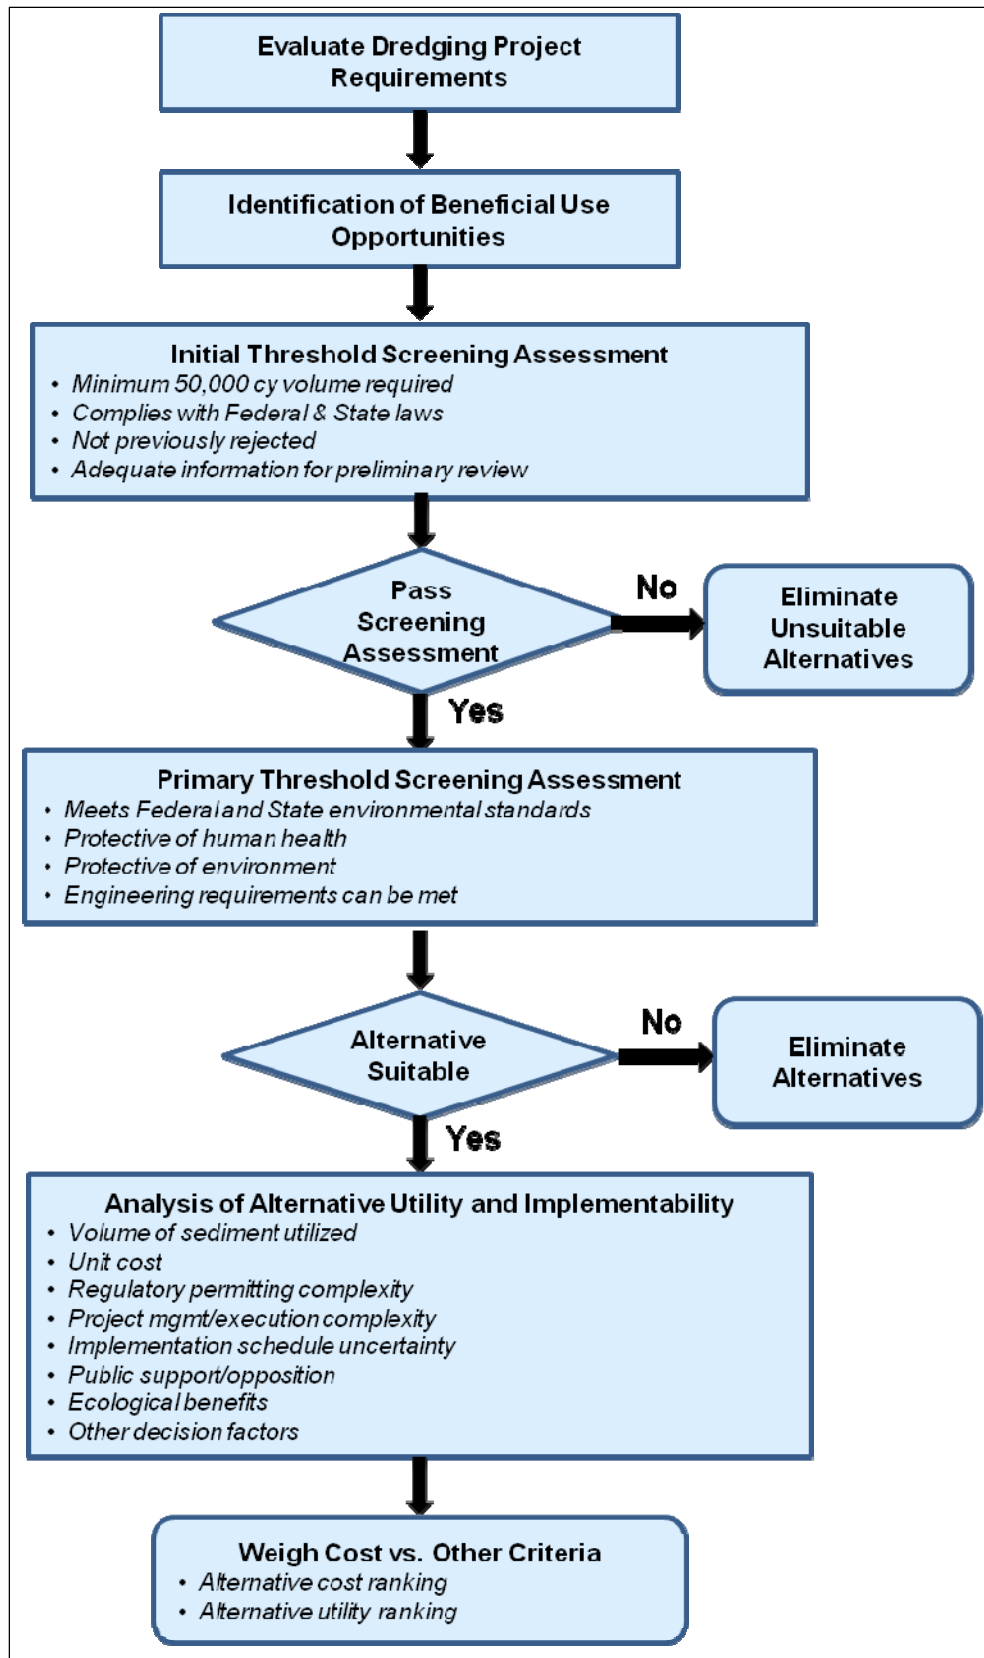 Evaluate Dredging Project
Requirements
Identification of Beneficial Use
Opportunities
Initial Threshold Screening Assessment
• Minimum 50,000 cy volume required
• Complies with Federal & State laws
• Not previously rejected
• Adequate information for preliminary review
Pass
Screening
Assessment
No
Eliminate
Unsuitable
Alternatives
Yes
Primary Threshold Screening Assessment
• Meets Federal and State environmental standards
• Protective of human health
• Protective of environment
• Engineering requirements can be met
Alternative
Suitable
No
Eliminate
Alternatives
Yes
Analysis of Alternative Utility and Implementability
• Volume of sediment utilized
• Unit cost
• Regulatory permitting complexity
• Project mgmt/execution complexity
• Implementation schedule uncertainty
• Public support/opposition
• Ecological benefits
• Other decision factors
Weigh Cost vs. Other Criteria
• Alternative cost ranking
• Alternative utility ranking